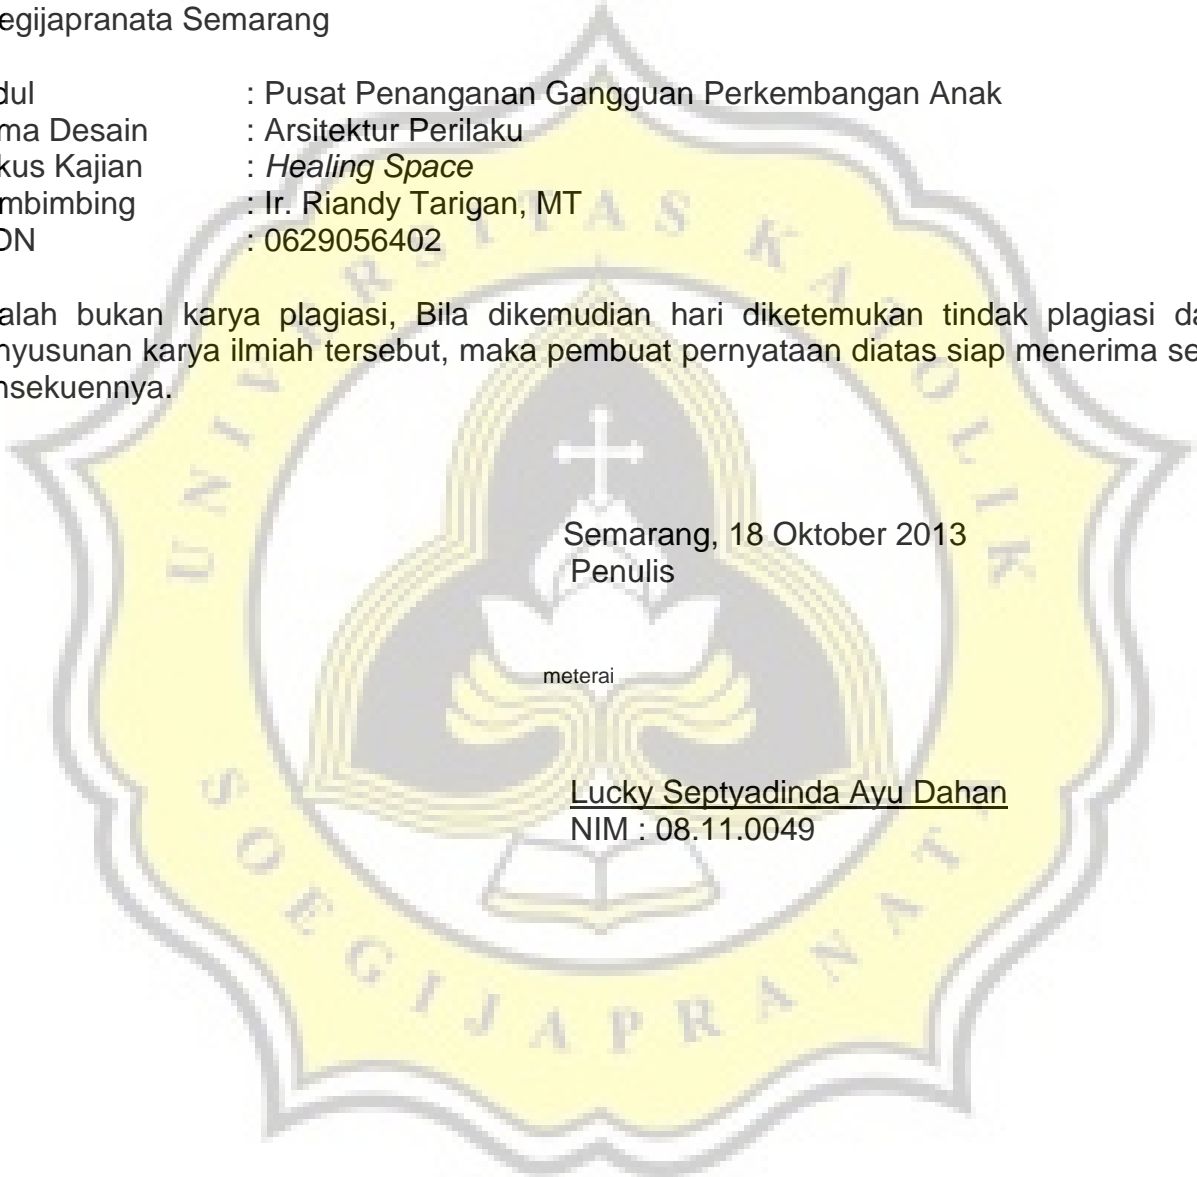 egijapranata Semarang
dul : Pusat Penanganan Gangguan Perkembangan Anak
ma Desain : Arsitektur Perilaku
kus Kajian : Healing Space
mbimbing : Ir. Riandy Tarigan, MT
DN : 0629056402
alah bukan karya plagiasi, Bila dikemudian hari diketemukan tindak plagiasi da
nyusunan karya ilmiah tersebut, maka pembuat pernyataan diatas siap menerima se
nsekuennya.
Semarang, 18 Oktober 2013
Penulis
meterai
Lucky Septyadinda Ayu Dahan
NIM : 08.11.0049
UNIVERSITAS KATOLIK
SOEGIJAPRANATA